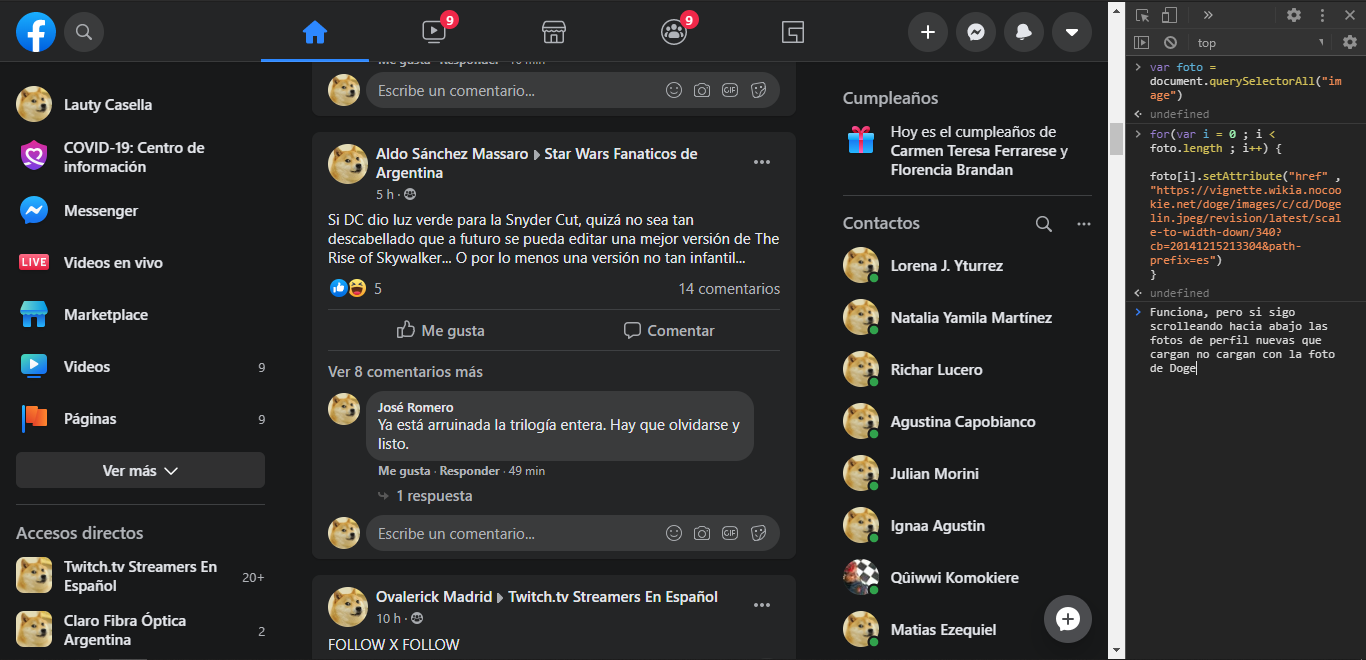 9
9
Me gusta · Responder · 10 min
Escribe un comentario...
GIF
Lauty Casella
COVID-19: Centro de
información
Messenger
LIVE
Videos en vivo
Marketplace
Videos
9
Páginas
9
Ver más
Accesos directos
Twitch.tv Streamers En
Español
20+
Claro Fibra Óptica
Argentina
2
Aldo Sánchez Massaro
Star Wars Fanaticos de
Argentina
5 h ·
Si DC dio luz verde para la Snyder Cut, quizá no sea tan
descabellado que a futuro se pueda editar una mejor versión de The
Rise of Skywalker... O por lo menos una versión no tan infantil...
5
14 comentarios
Me gusta
Comentar
Ver 8 comentarios más
José Romero
Ya está arruinada la trilogía entera. Hay que olvidarse y
listo.
Me gusta · Responder · 49 min
1 respuesta
Escribe un comentario...
GIF
Ovalerick Madrid
Twitch.tv Streamers En Español
10 h ·
FOLLOW X FOLLOW
Cumpleaños
Hoy es el cumpleaños de
Carmen Teresa Ferrarese y
Florencia Brandan
Contactos
Lorena J. Yturrez
Natalia Yamila Martínez
Richar Lucero
Agustina Capobianco
Julian Morini
Ignaa Agustin
Qûiwwi Komokiere
Matias Ezequiel
top
var foto =
document.querySelectorAll("im
age")
undefined
for(var i = 0 ; i <
foto.length ; i++) {
foto[i].setAttribute("href" ,
"https://vignette.wikia.nocoo
kie.net/doge/images/c/cd/Doge
lin.jpeg/revision/latest/scal
e-to-width-down/340?
cb=20141215213304&path-
prefix=es")
}
undefined
Funciona, pero si sigo
scrolleando hacia abajo las
fotos de perfil nuevas que
cargan no cargan con la foto
de Doge